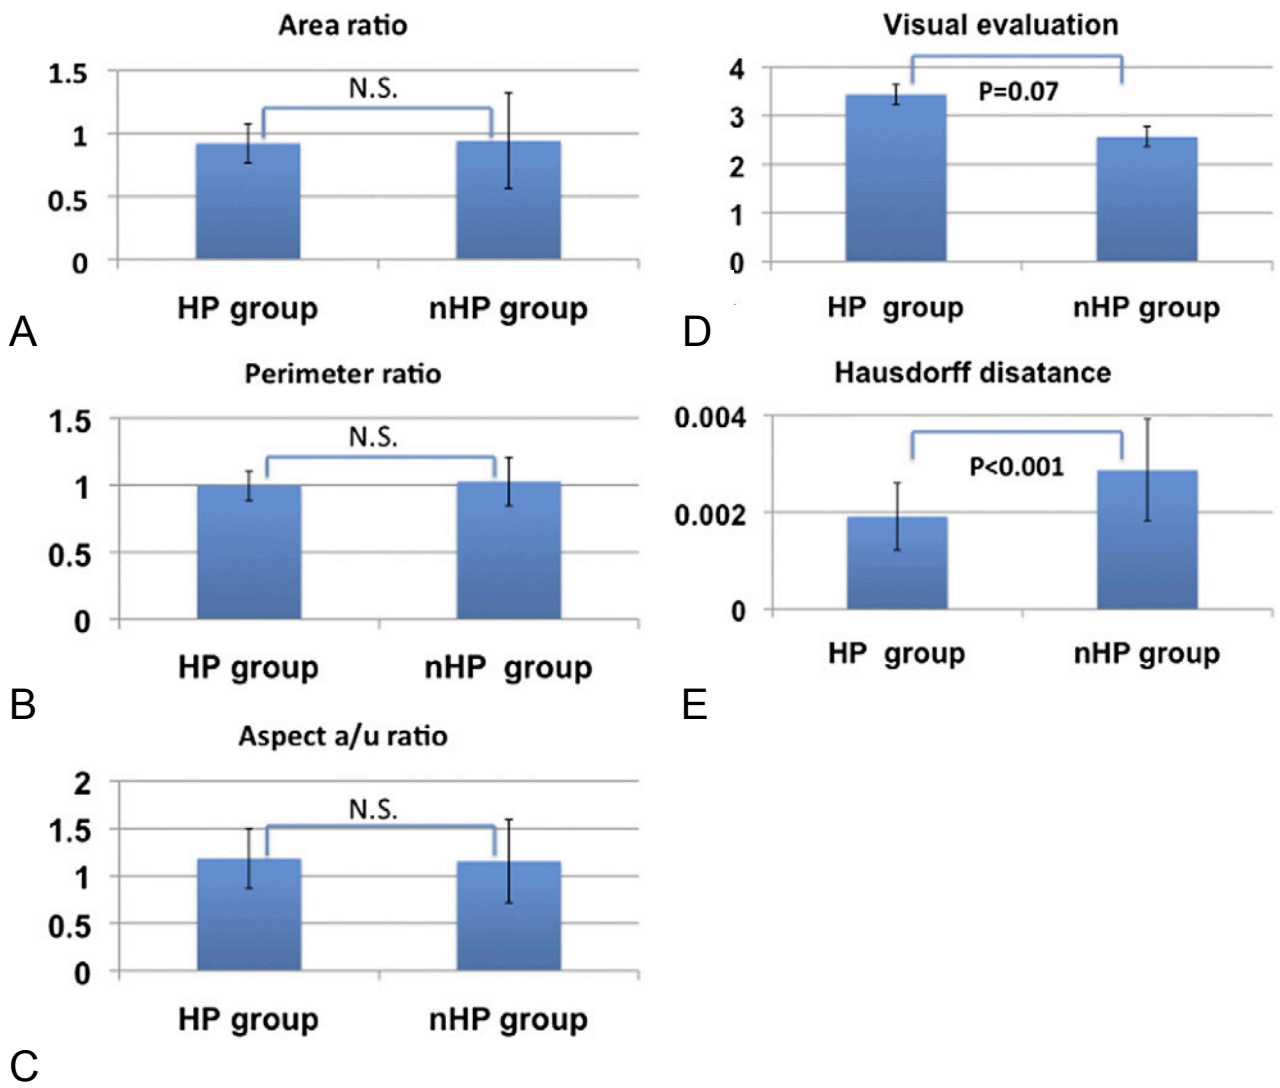 Area ratio
1.5
N.S.
1
0.5
0
HP group nHP group
A
Visual evaluation
4
P=0.07
3
2
1
0
HP group nHP group
D
Perimeter ratio
1.5
N.S.
1
0.5
0
HP group nHP group
B
Hausdorff disatance
0.004
P<0.001
0.002
0
HP group nHP group
E
Aspect a/u ratio
2
N.S.
1.5
1
0.5
0
HP group nHP group
C